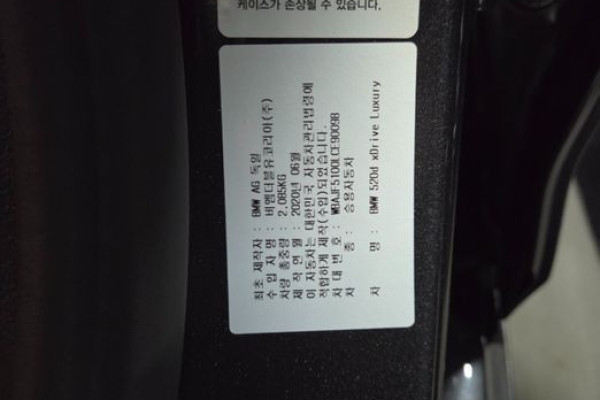 케이스가 손상될 수 있습니다.
최초 제작자 : BMW AG 독일
수 입 자 명 : 비엠더블유코리아(주)
차량 총중량 : 2,085KG
제 작 연 월 : 2020년 06월
이 자동차는 대한민국 자동차관리법령에
적합하게 제작(수입)되었습니다.
차 대 번 호 : WBAJF5100LCE9009B
차 종 : 승용자동차
차 명 : BMW 520d xDrive Luxury